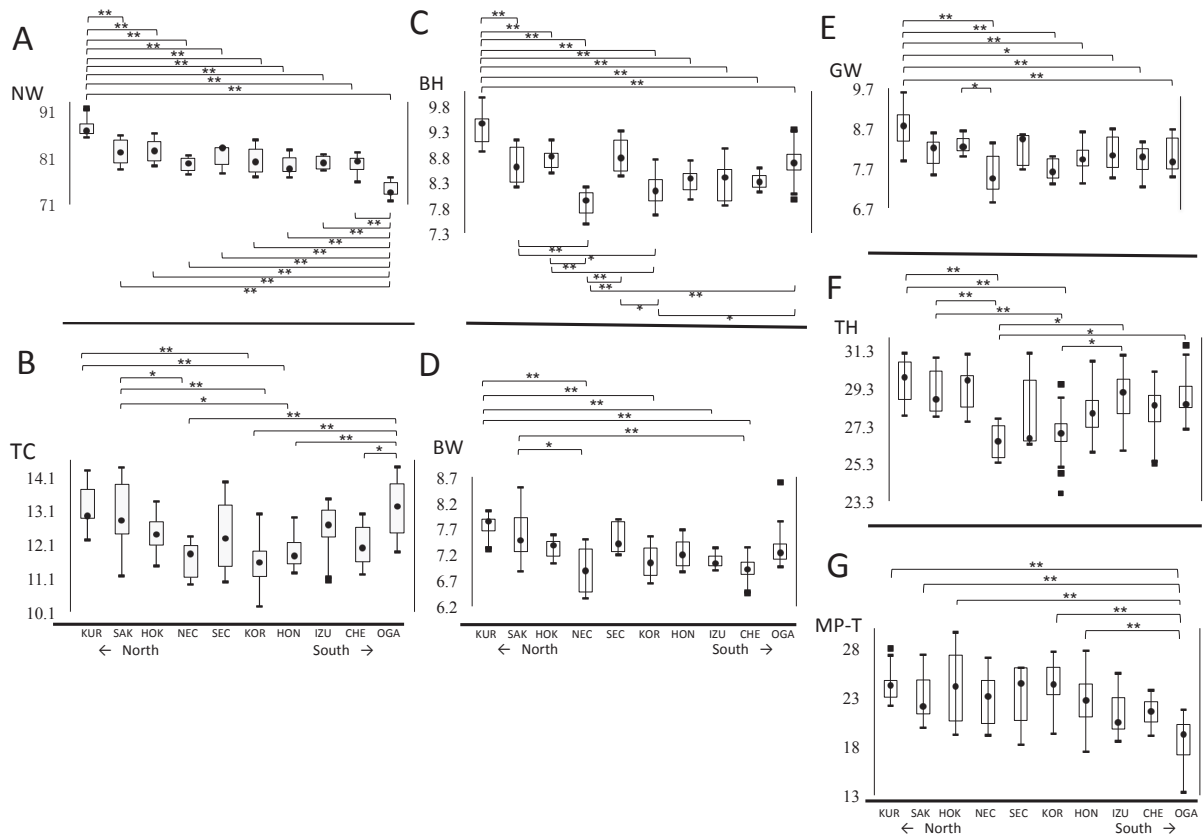 A
NW
91
81
71
** ** ** ** ** ** ** ** **
** ** ** ** ** ** ** **
B
TC
14.1
13.1
12.1
11.1
10.1
** ** * ** * ** ** ** *
KUR SAK HOK NEC SEC KOR HON IZU CHE OGA
← North South →
C
BH
9.8
9.3
8.8
8.3
7.8
7.3
** ** ** ** ** ** ** ** **
** * ** ** ** ** * *
D
BW
8.7
8.2
7.7
7.2
6.7
6.2
** ** ** ** ** *
KUR SAK HOK NEC SEC KOR HON IZU CHE OGA
← North South →
E
GW
9.7
8.7
7.7
6.7
** ** ** * ** ** *
F
TH
31.3
29.3
27.3
25.3
23.3
** ** ** ** * * *
G
MP-T
28
23
18
13
** ** ** ** **
KUR SAK HOK NEC SEC KOR HON IZU CHE OGA
← North South →